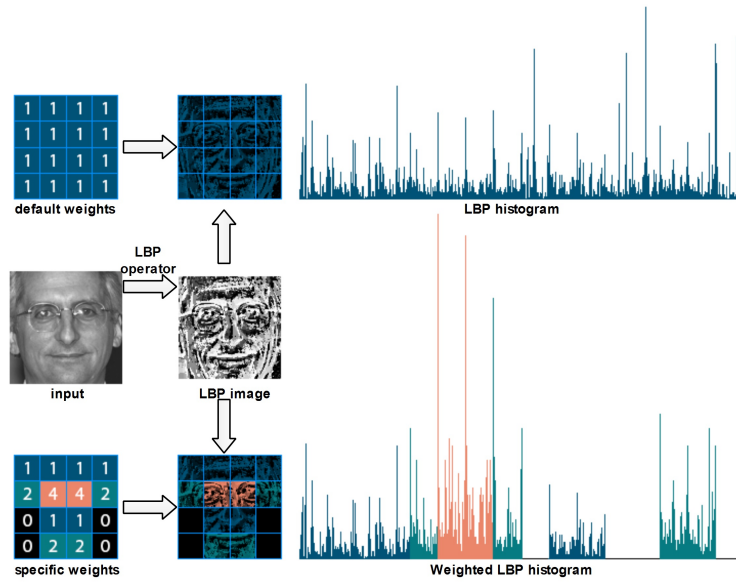 1 1 1 1
1 1 1 1
1 1 1 1
1 1 1 1
default weights
LBP histogram
LBP
operator
input
LBP image
1 1 1 1
2 4 4 2
0 1 1 0
0 2 2 0
specific weights
Weighted LBP histogram